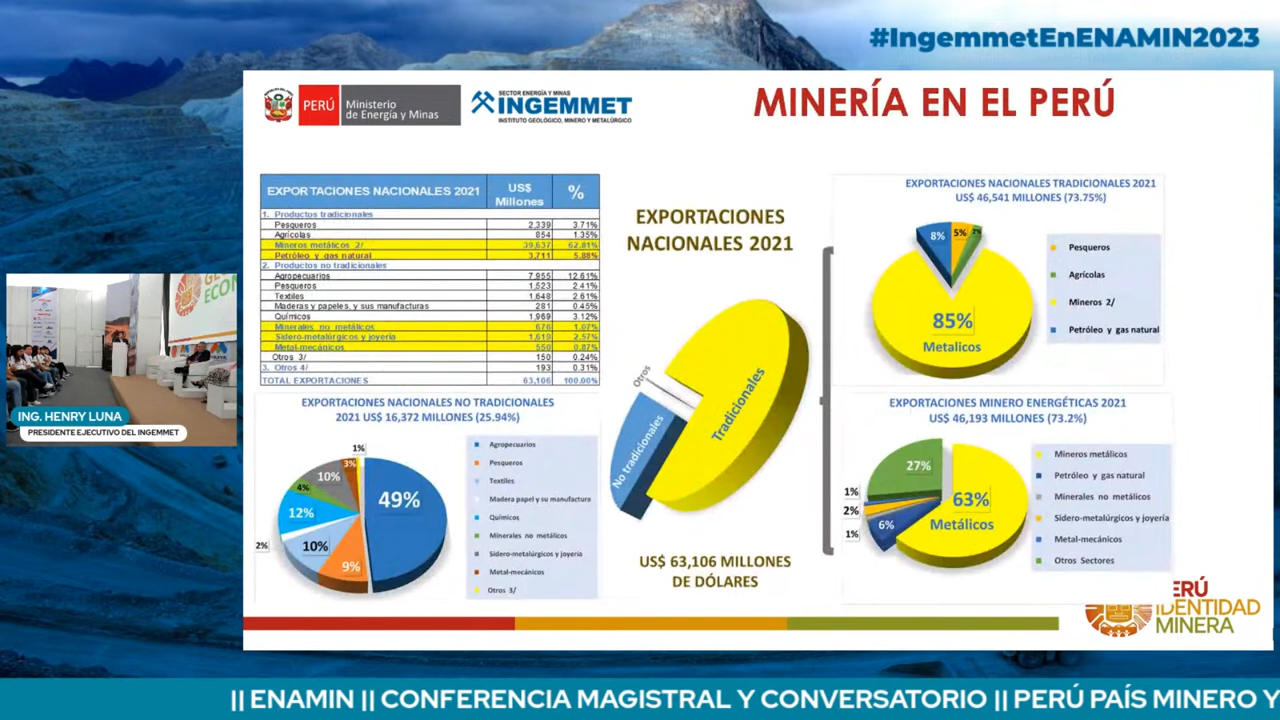 #IngemmetEnENAMIN2023
PERÚ
Ministerio
de Energía y Minas
SECTOR ENERGÍA Y MINAS
INGEMMET
INSTITUTO GEOLÓGICO, MINERO Y METALÚRGICO
MINERÍA EN EL PERÚ
EXPORTACIONES NACIONALES 2021 US$ Millones %
1. Productos tradicionales
Pesqueros 2,339 3.71%
Agrícolas 854 1.35%
Mineros metálicos 2/ 39,637 62.81%
Petróleo y gas natural 3,711 5.88%
2. Productos no tradicionales
Agropecuarios 7,955 12.61%
Pesqueros 1,523 2.41%
Textiles 1,648 2.61%
Maderas y papeles, y sus manufacturas 281 0.45%
Químicos 1,969 3.12%
Minerales no metálicos 676 1.07%
Sidero-metalúrgicos y joyería 1,619 2.57%
Metal-mecánicos 550 0.87%
Otros 3/ 150 0.24%
3. Otros 4/ 193 0.31%
TOTAL EXPORTACIONES 63,106 100.00%
EXPORTACIONES
NACIONALES 2021
Otros
No tradicionales
Tradicionales
US$ 63,106 MILLONES
DE DÓLARES
EXPORTACIONES NACIONALES TRADICIONALES 2021
US$ 46,541 MILLONES (73.75%)
8%
5%
2%
85%
Metalicos
Pesqueros
Agrícolas
Mineros 2/
Petróleo y gas natural
EXPORTACIONES NACIONALES NO TRADICIONALES
2021 US$ 16,372 MILLONES (25.94%)
1%
3%
10%
4%
12%
2%
10%
9%
49%
Agropecuarios
Pesqueros
Textiles
Madera papel y su manufactura
Químicos
Minerales no metálicos
Sidero-metalúrgicos y joyería
Metal-mecánicos
Otros 3/
EXPORTACIONES MINERO ENERGÉTICAS 2021
US$ 46,193 MILLONES (73.2%)
27%
1%
2%
1%
6%
63%
Metálicos
Mineros metálicos
Petróleo y gas natural
Minerales no metálicos
Sidero-metalúrgicos y joyería
Metal-mecánicos
Otros Sectores
ERÚ
IDENTIDAD
MINERA
ING. HENRY LUNA
PRESIDENTE EJECUTIVO DEL INGEMMET
|| ENAMIN || CONFERENCIA MAGISTRAL Y CONVERSATORIO || PERÚ PAÍS MINERO Y